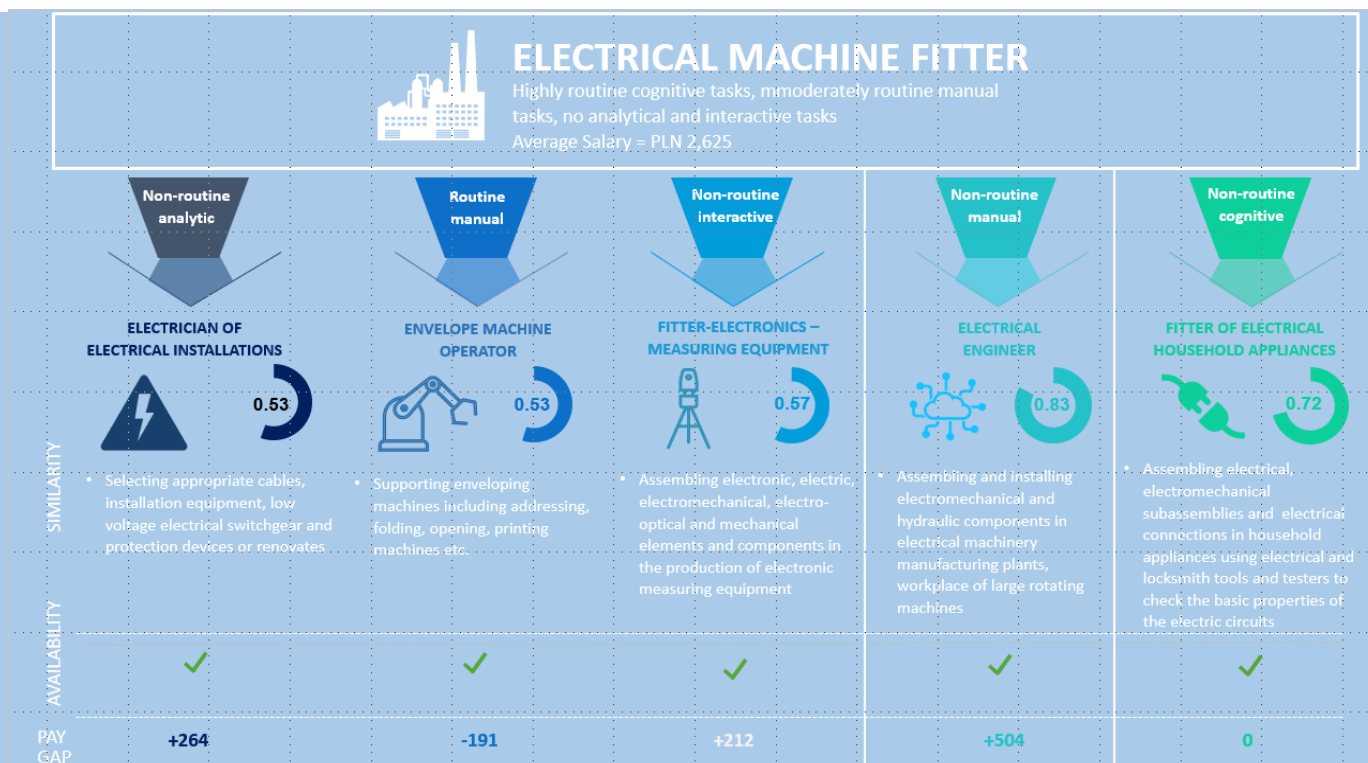 ELECTRICAL MACHINE FITTER
Highly routine cognitive tasks, mmoderately routine manual
tasks, no analytical and interactive tasks
Average Salary = PLN 2,625
Non-routine
analytic
Routine
manual
Non-routine
interactive
Non-routine
manual
Non-routine
cognitive
ELECTRICIAN OF
ELECTRICAL INSTALLATIONS
ENVELOPE MACHINE
OPERATOR
FITTER-ELECTRONICS –
MEASURING EQUIPMENT
ELECTRICAL
ENGINEER
FITTER OF ELECTRICAL
HOUSEHOLD APPLIANCES
SIMILARITY
0.53
0.53
0.57
0.83
0.72
• Selecting appropriate cables,
installation equipment, low
voltage electrical switchgear and
protection devices or renovates
• Supporting enveloping
machines including addressing,
folding, opening, printing
machines etc.
• Assembling electronic, electric,
electromechanical, electro-
optical and mechanical
elements and components in
the production of electronic
measuring equipment
• Assembling and installing
electromechanical and
hydraulic components in
electrical machinery
manufacturing plants,
workplace of large rotating
machines
• Assembling electrical,
electromechanical
subassemblies and electrical
connections in household
appliances using electrical and
locksmith tools and testers to
check the basic properties of
the electric circuits
AVAILABILITY
PAY
GAP
+264
-191
+212
+504
0